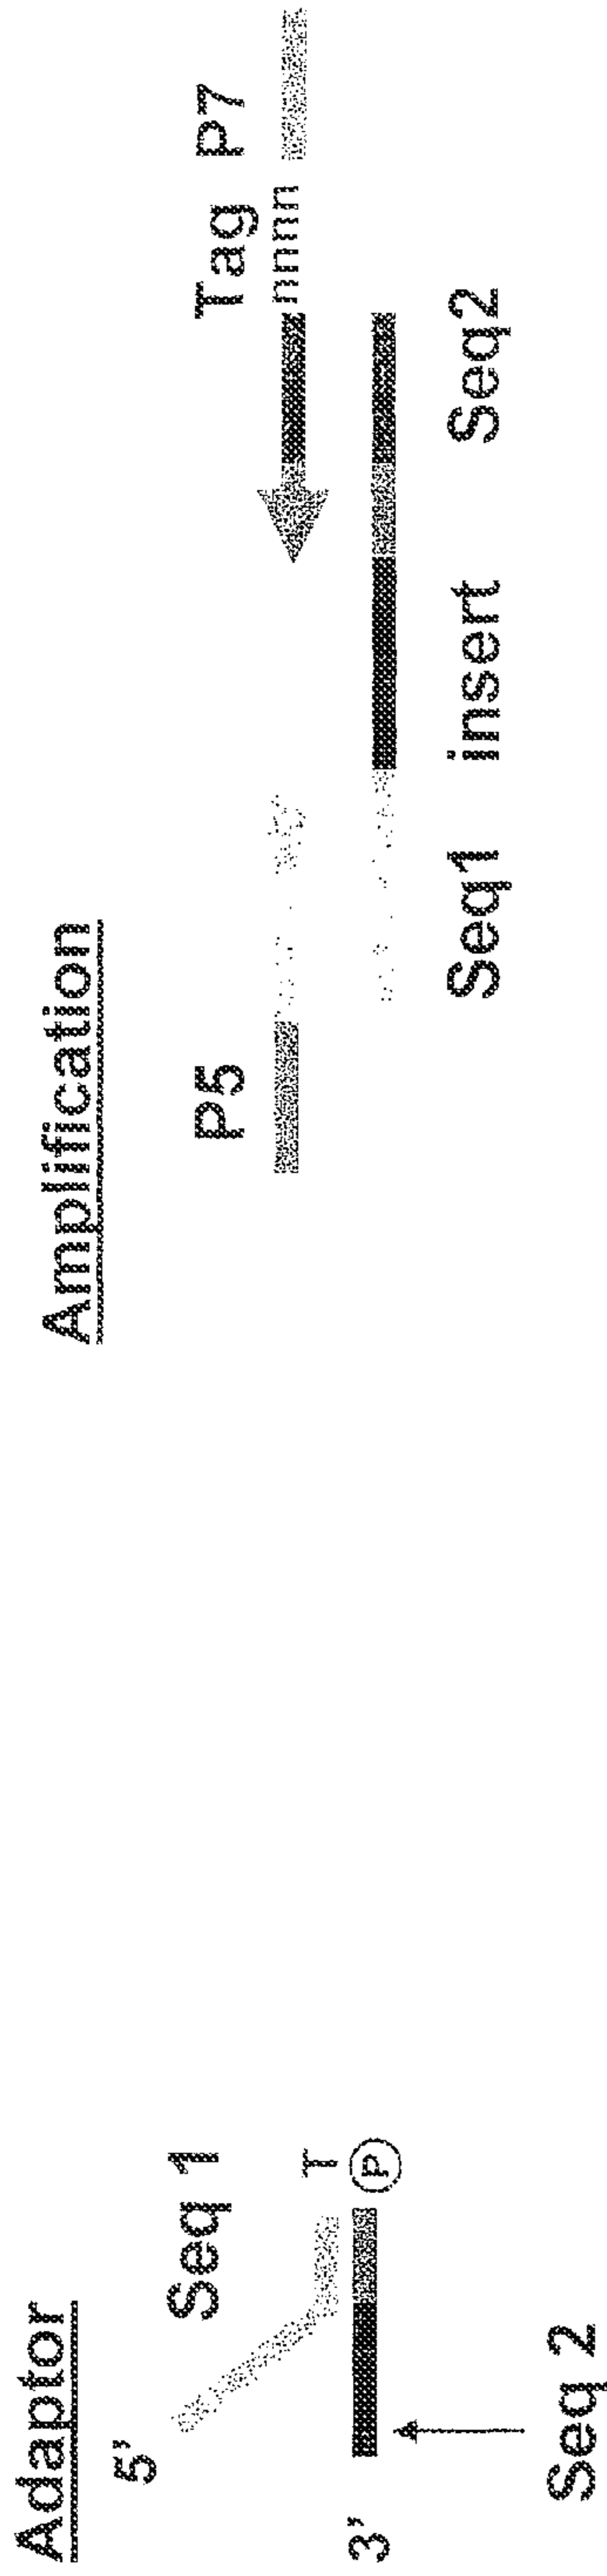 Adaptor
5’
Seq 1
T
P
3’
Seq 2
Amplification
P5
Tag P7
nnnn
Seq1 insert Seq2